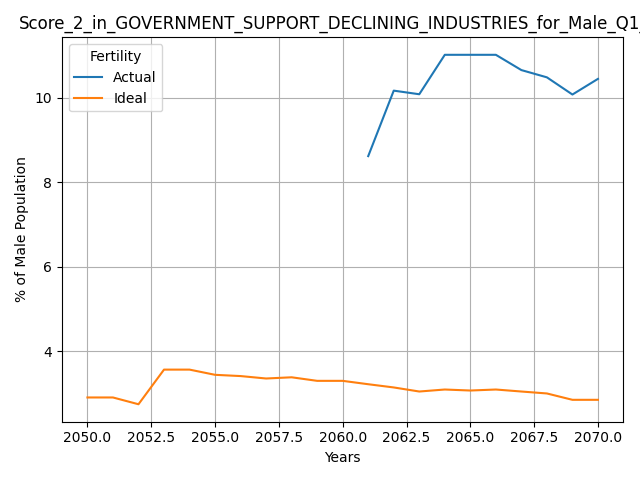 Score_2_in_GOVERNMENT_SUPPORT_DECLINING_INDUSTRIES_for_Male_Q1_
Fertility
Actual
Ideal
% of Male Population
10
8
6
4
2050.0 2052.5 2055.0 2057.5 2060.0 2062.5 2065.0 2067.5 2070.0
Years